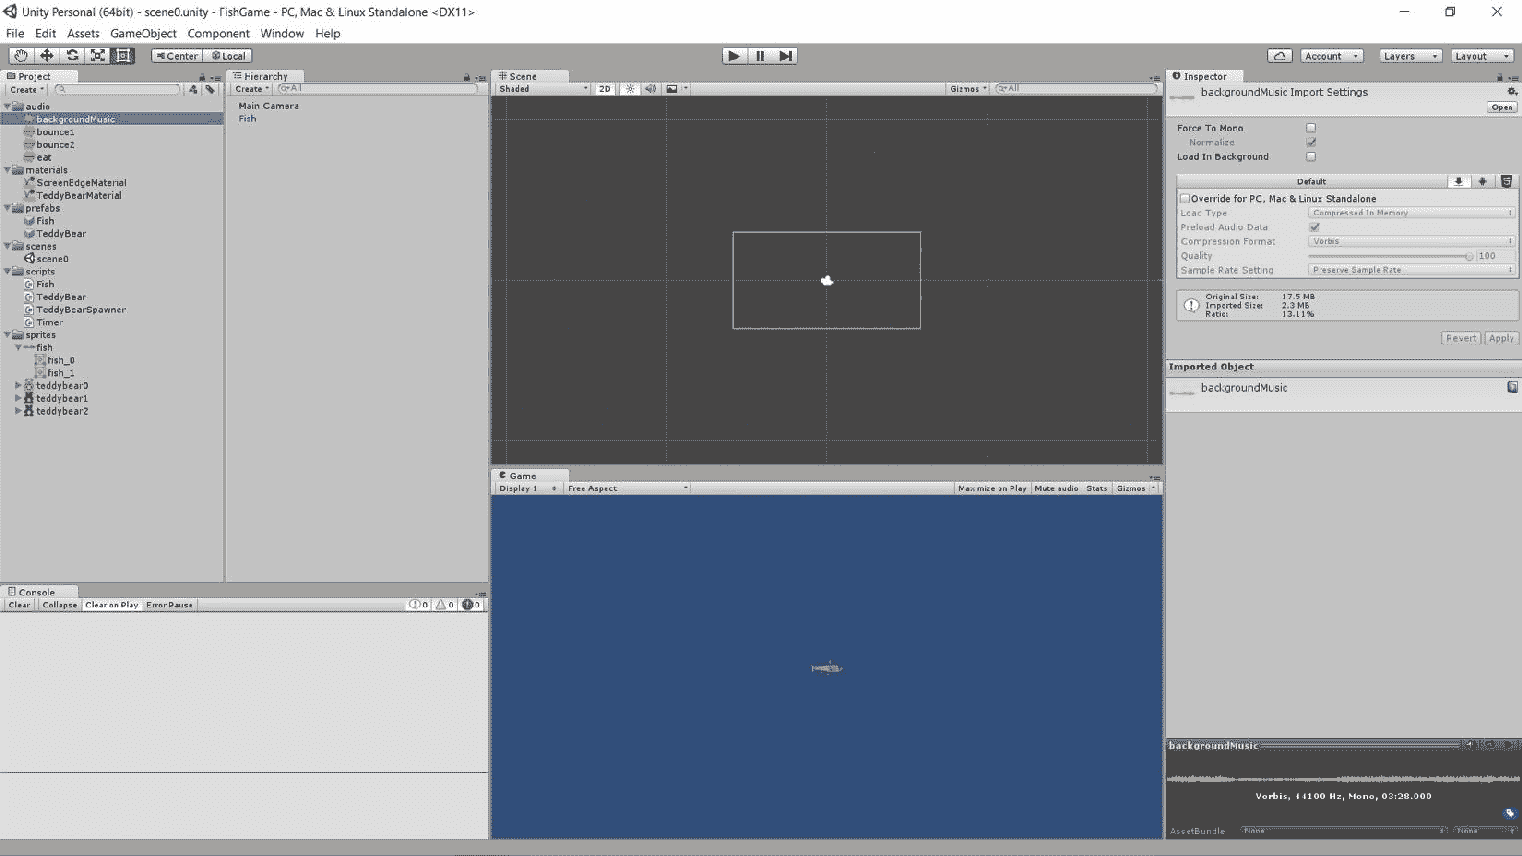 Unity Personal (64bit) - scene0.unity - FishGame - PC, Mac & Linux Standalone <DX11>
File Edit Assets GameObject Component Window Help
Center Local Account Layers Layout
Project
Create
audio
backgroundMusic
bounce1
bounce2
eat
materials
ScreenEdgeMaterial
TeddyBearMaterial
prefabs
Fish
TeddyBear
scenes
scene0
scripts
Fish
TeddyBear
TeddyBearSpawner
Timer
sprites
fish
fish_0
fish_1
teddybear0
teddybear1
teddybear2
Hierarchy
Create All
Main Camera
Fish
Scene
Shaded 2D Gizmos All
Game
Display 1 Free Aspect Maximize on Play Mute audio Stats Gizmos
Console
Clear Collapse Clear on Play Error Pause 0 0 0
Inspector
backgroundMusic Import Settings
Open
Force To Mono
Normalize
Load In Background
Default
Override for PC, Mac & Linux Standalone
Load Type Compressed In Memory
Preload Audio Data
Compression Format Vorbis
Quality 100
Sample Rate Setting Preserve Sample Rate
Original Size: 17.5 MB
Imported Size: 2.3 MB
Ratio: 13.11%
Revert Apply
Imported Object
backgroundMusic
backgroundMusic
Vorbis, 44100 Hz, Mono, 03:28.000
AssetBundle None None